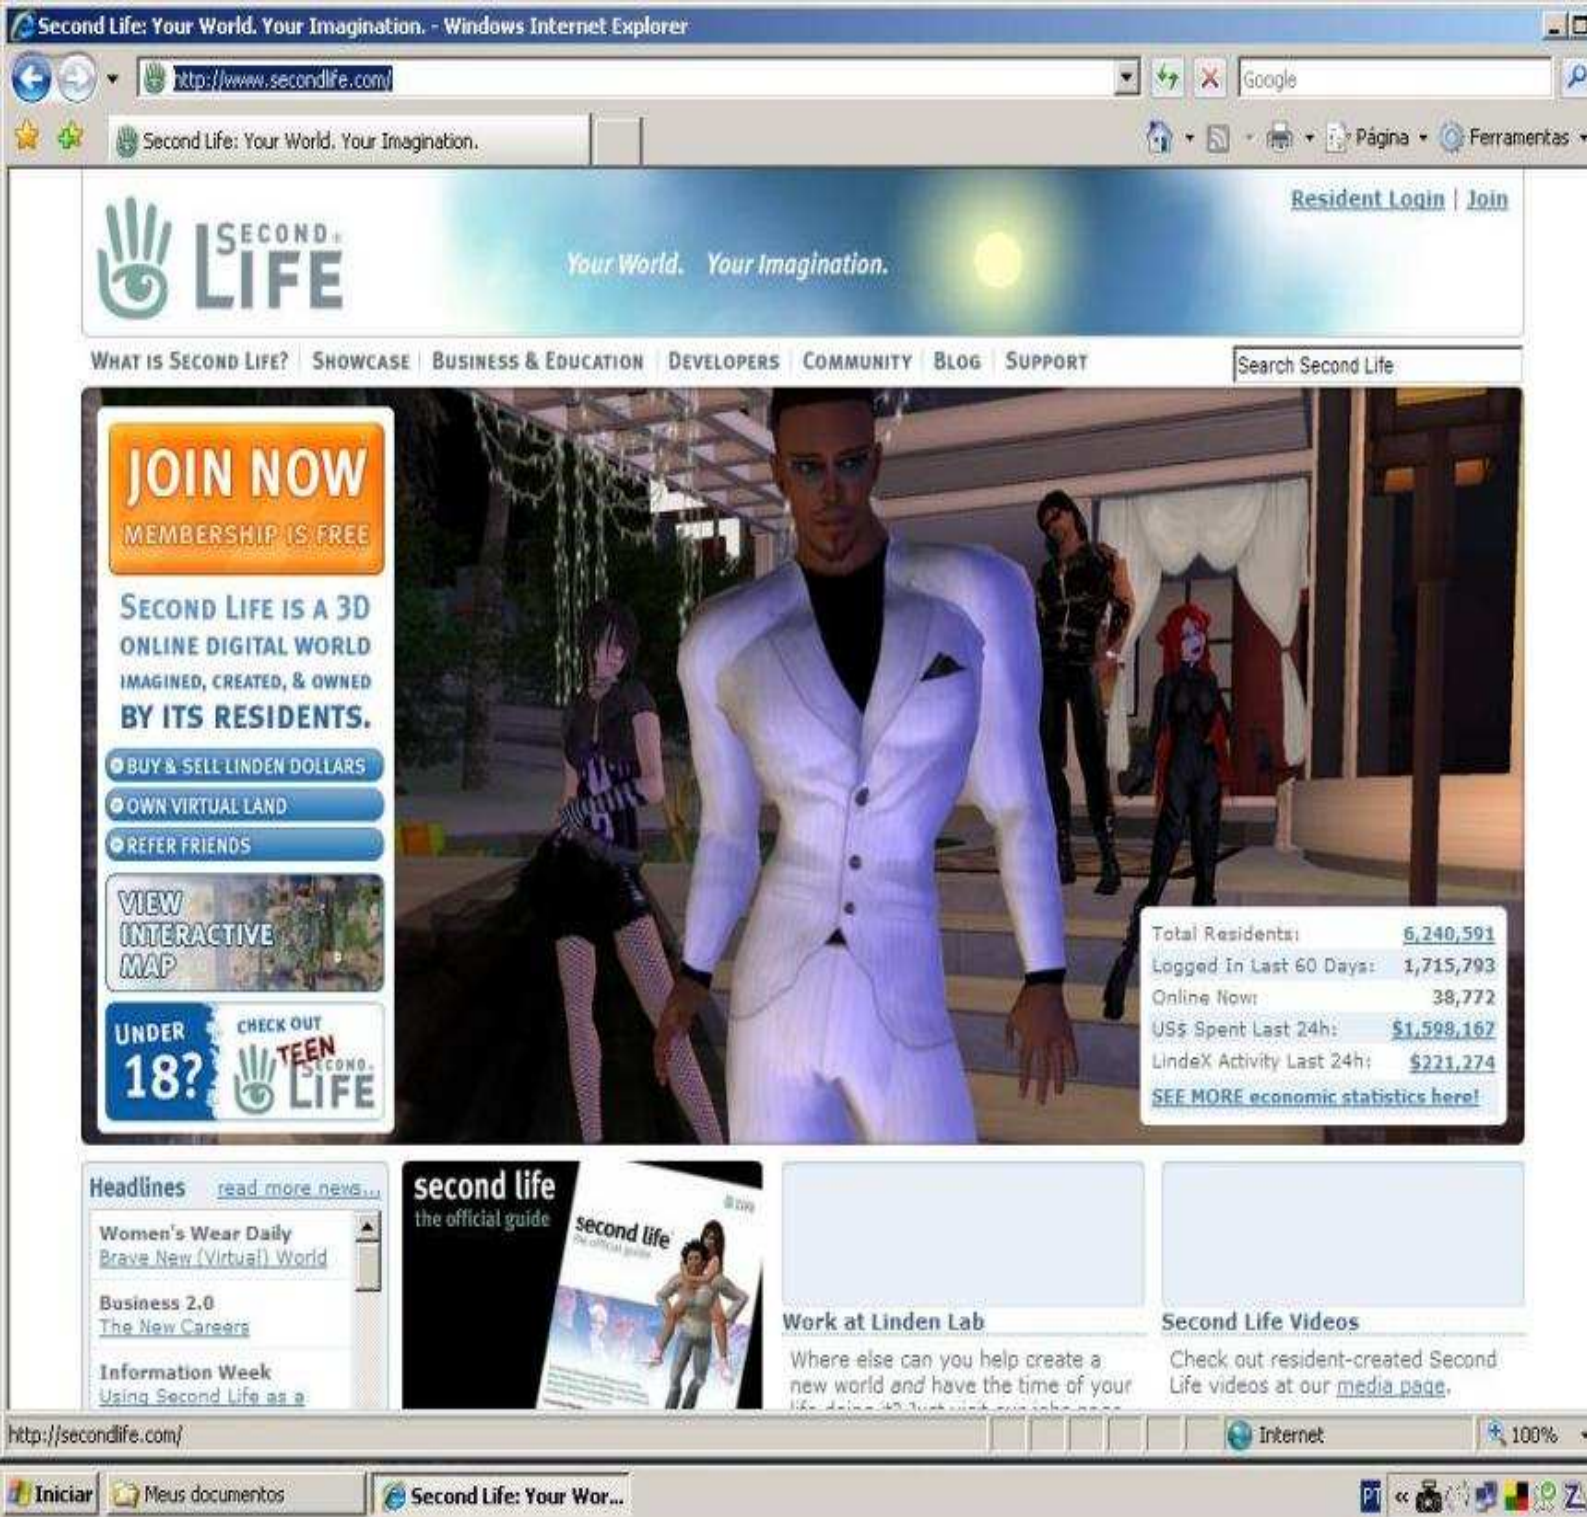 Second Life: Your World. Your Imagination. - Windows Internet Explorer
http://www.secondlife.com/
Google
Second Life: Your World. Your Imagination.
Página
Ferramentas
Resident Login | Join
SECOND
LIFE
Your World. Your Imagination.
WHAT IS SECOND LIFE? SHOWCASE BUSINESS & EDUCATION DEVELOPERS COMMUNITY BLOG SUPPORT
Search Second Life
JOIN NOW
MEMBERSHIP IS FREE
SECOND LIFE IS A 3D
ONLINE DIGITAL WORLD
IMAGINED, CREATED, & OWNED
BY ITS RESIDENTS.
BUY & SELL LINDEN DOLLARS
OWN VIRTUAL LAND
REFER FRIENDS
VIEW
INTERACTIVE
MAP
UNDER
18?
CHECK OUT
TEEN
SECOND
LIFE
Total Residents: 6,240,591
Logged In Last 60 Days: 1,715,793
Online Now: 38,772
US$ Spent Last 24h: $1,598,167
LindeX Activity Last 24h: $221,274
SEE MORE economic statistics here!
Headlines read more news...
Women's Wear Daily
Brave New (Virtual) World
Business 2.0
The New Careers
Information Week
Using Second Life as a
second life
the official guide
second life
the official guide
Work at Linden Lab
Where else can you help create a
new world and have the time of your
Second Life Videos
Check out resident-created Second
Life videos at our media page.
http://secondlife.com/
Internet
100%
Iniciar
Meus documentos
Second Life: Your Wor...
PT
«